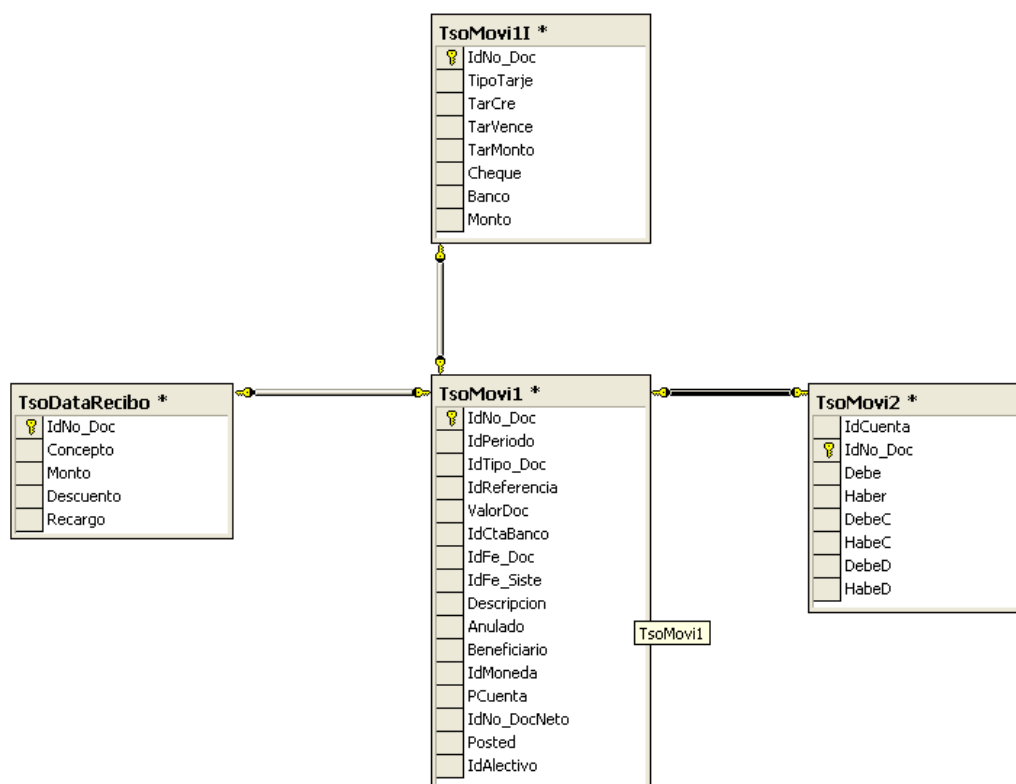 TsoMovi1I *
IdNo_Doc
TipoTarje
TarCre
TarVence
TarMonto
Cheque
Banco
Monto
TsoDataRecibo *
IdNo_Doc
Concepto
Monto
Descuento
Recargo
TsoMovi1 *
IdNo_Doc
IdPeriodo
IdTipo_Doc
IdReferencia
ValorDoc
IdCtaBanco
IdFe_Doc
IdFe_Siste
Descripcion
Anulado
Beneficiario
IdMoneda
PCuenta
IdNo_DocNeto
Posted
IdAlectivo
TsoMovi1
TsoMovi2 *
IdCuenta
IdNo_Doc
Debe
Haber
DebeC
HabeC
DebeD
HabeD